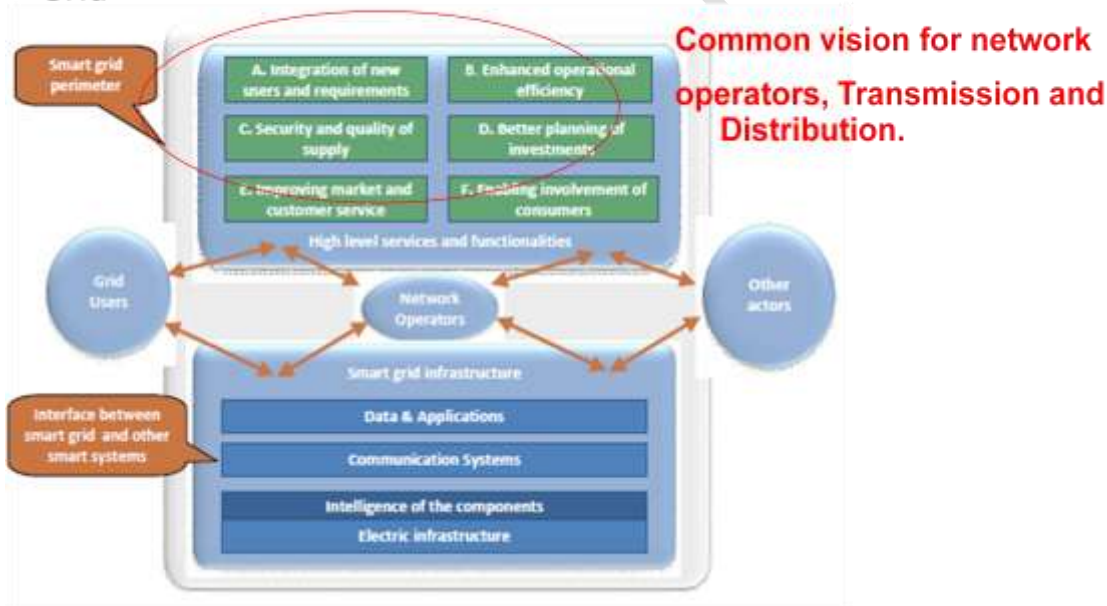 Common vision for network
operators, Transmission and
Distribution.
Smart grid
perimeter
A. Integration of new
users and requirements
B. Enhanced operational
efficiency
C. Security and quality of
supply
D. Better planning of
investments
E. Improving market and
customer service
F. Enabling involvement of
consumers
High level services and functionalities
Grid
Users
Network
Operators
Other
actors
Smart grid infrastructure
Interface between
smart grid and other
smart systems
Data & Applications
Communication Systems
Intelligence of the components
Electric infrastructure